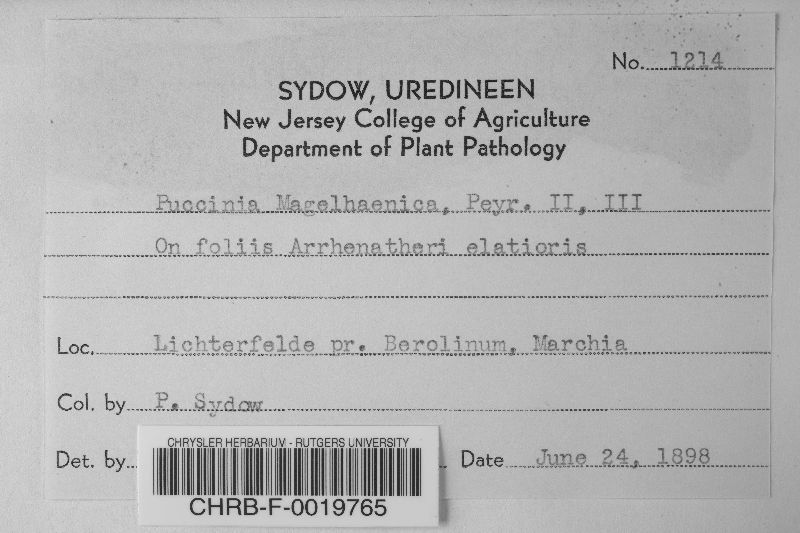 No. 1214
SYDOW, UREDINEEN
New Jersey College of Agriculture
Department of Plant Pathology
Puccinia Magelhaenica, Peyr. II, III
On foliis Arrhenatheri elatioris
Loc. Lichterfelde pr. Berolinum, Marchia
Col. by P. Sydow
Det. by Date June 24, 1898
CHRYSLER HERBARIUM - RUTGERS UNIVERSITY
CHRB-F-0019765